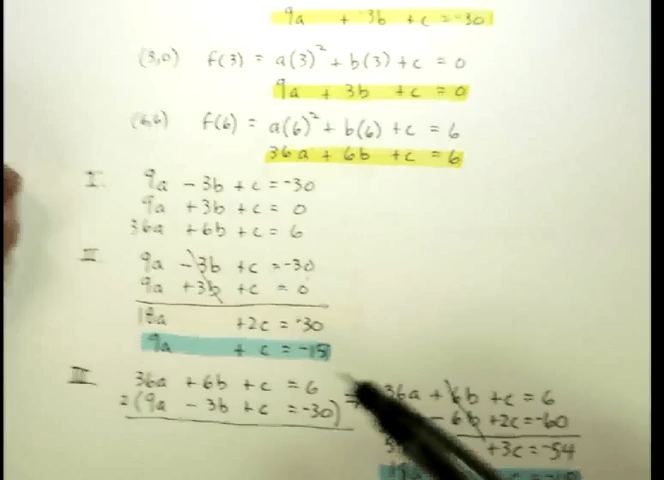 9a + 3b + c = -30
(3,0) f(3) = a(3)² + b(3) + c = 0
9a + 3b + c = 0
(6,6) f(6) = a(6)² + b(6) + c = 6
36a + 6b + c = 6
I. 9a - 3b + c = -30
9a + 3b + c = 0
36a + 6b + c = 6
II. 9a - 3b + c = -30
9a + 3b + c = 0
18a + 2c = -30
9a + c = -15
III 36a + 6b + c = 6 ⇒ 36a + 6b + c = 6
2(9a - 3b + c = -30) - 6b + 2c = -60
+ 3c = -54